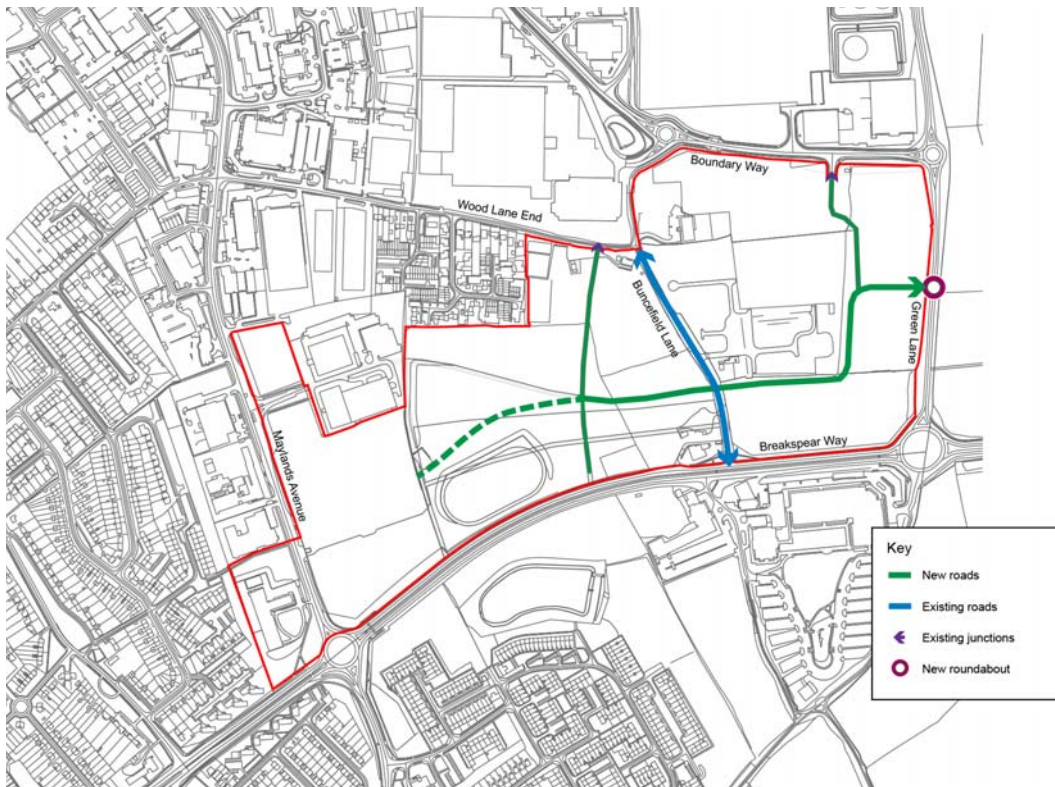 Boundary Way
Wood Lane End
Buncefield Lane
Green Lane
Maylands Avenue
Breakspear Way
Key
New roads
Existing roads
Existing junctions
New roundabout